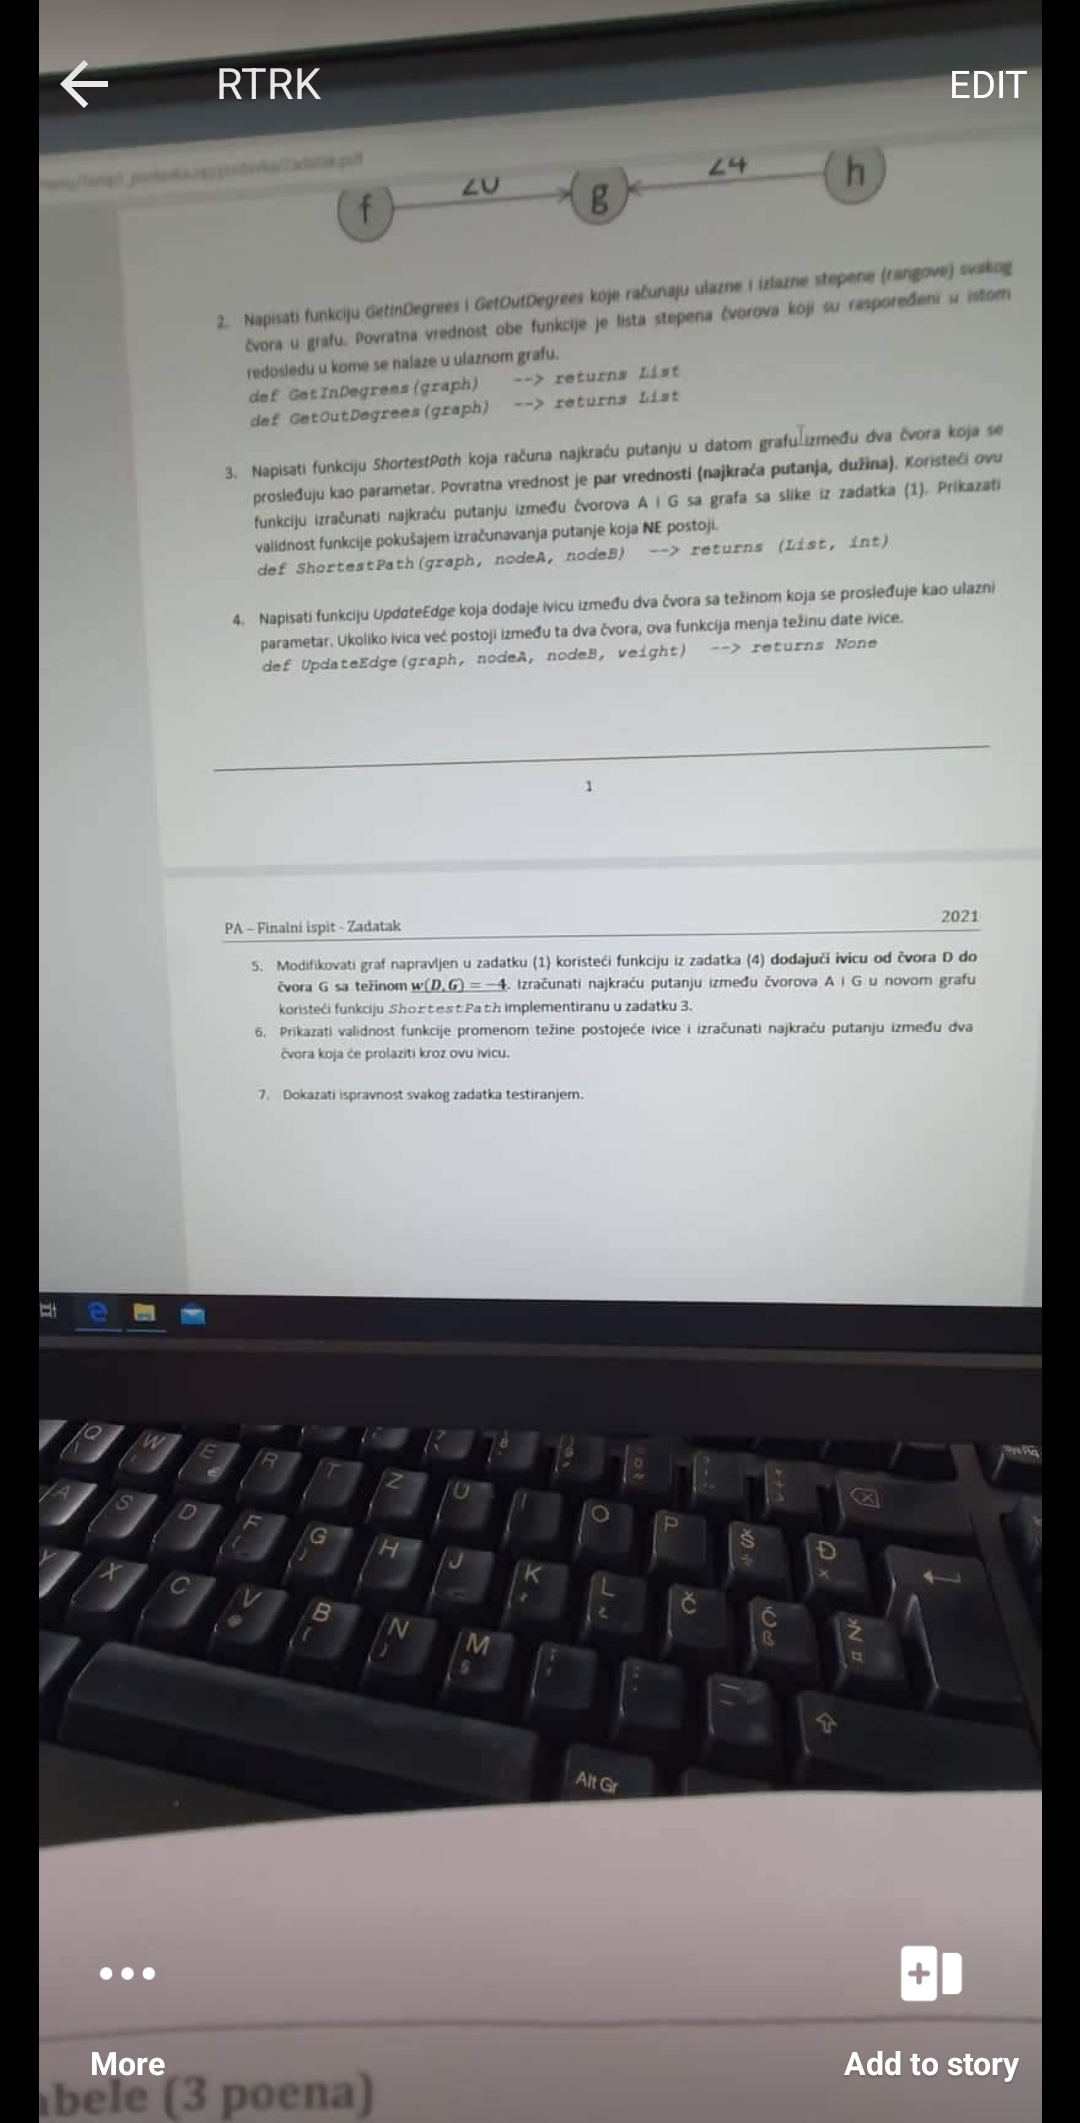 RTRK
EDIT
f
g
h
2. Napisati funkciju GetInDegrees i GetOutDegrees koje računaju ulazne i izlazne stepene (rangove) svakog
čvora u grafu. Povratna vrednost obe funkcije je lista stepena čvorova koji su raspoređeni u istom
redosledu u kome se nalaze u ulaznom grafu.
def GetInDegrees(graph) --> returns List
def GetOutDegrees(graph) --> returns List
3. Napisati funkciju ShortestPath koja računa najkraću putanju u datom grafu između dva čvora koja se
prosleđuju kao parametar. Povratna vrednost je par vrednosti (najkraća putanja, dužina). Koristeći ovu
funkciju izračunati najkraću putanju između čvorova A i G sa grafa sa slike iz zadatka (1). Prikazati
validnost funkcije pokušajem izračunavanja putanje koja NE postoji.
def ShortestPath(graph, nodeA, nodeB) --> returns (List, int)
4. Napisati funkciju UpdateEdge koja dodaje ivicu između dva čvora sa težinom koja se prosleđuje kao ulazni
parametar. Ukoliko ivica već postoji između ta dva čvora, ova funkcija menja težinu date ivice.
def UpdateEdge(graph, nodeA, nodeB, weight) --> returns None
1
PA – Finalni ispit - Zadatak 2021
5. Modifikovati graf napravljen u zadatku (1) koristeći funkciju iz zadatka (4) dodajući ivicu od čvora D do
čvora G sa težinom w(D,G) = −4. Izračunati najkraću putanju između čvorova A i G u novom grafu
koristeći funkciju ShortestPath implementiranu u zadatku 3.
6. Prikazati validnost funkcije promenom težine postojeće ivice i izračunati najkraću putanju između dva
čvora koja će prolaziti kroz ovu ivicu.
7. Dokazati ispravnost svakog zadatka testiranjem.
Q W E R T Z U I O P Š Đ
A S D F G H J K L Č Ć Ž
Y X C V B N M
Alt Gr
More
Add to story
(3 poena)